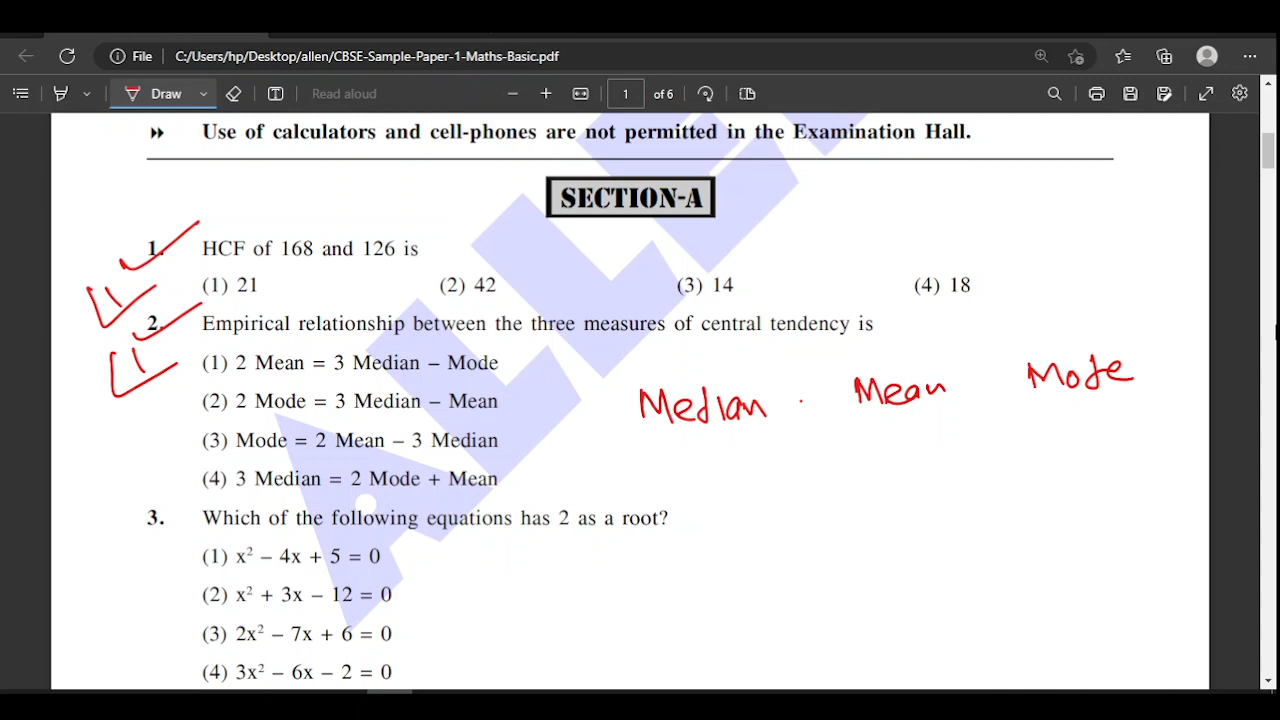 File C:/Users/hp/Desktop/allen/CBSE-Sample-Paper-1-Maths-Basic.pdf
Draw Read aloud 1 of 6
Use of calculators and cell-phones are not permitted in the Examination Hall.
SECTION-A
1. HCF of 168 and 126 is
(1) 21 (2) 42 (3) 14 (4) 18
2. Empirical relationship between the three measures of central tendency is
(1) 2 Mean = 3 Median – Mode
(2) 2 Mode = 3 Median – Mean
(3) Mode = 2 Mean – 3 Median
(4) 3 Median = 2 Mode + Mean
Median . Mean Mode
3. Which of the following equations has 2 as a root?
(1) x² – 4x + 5 = 0
(2) x² + 3x – 12 = 0
(3) 2x² – 7x + 6 = 0
(4) 3x² – 6x – 2 = 0